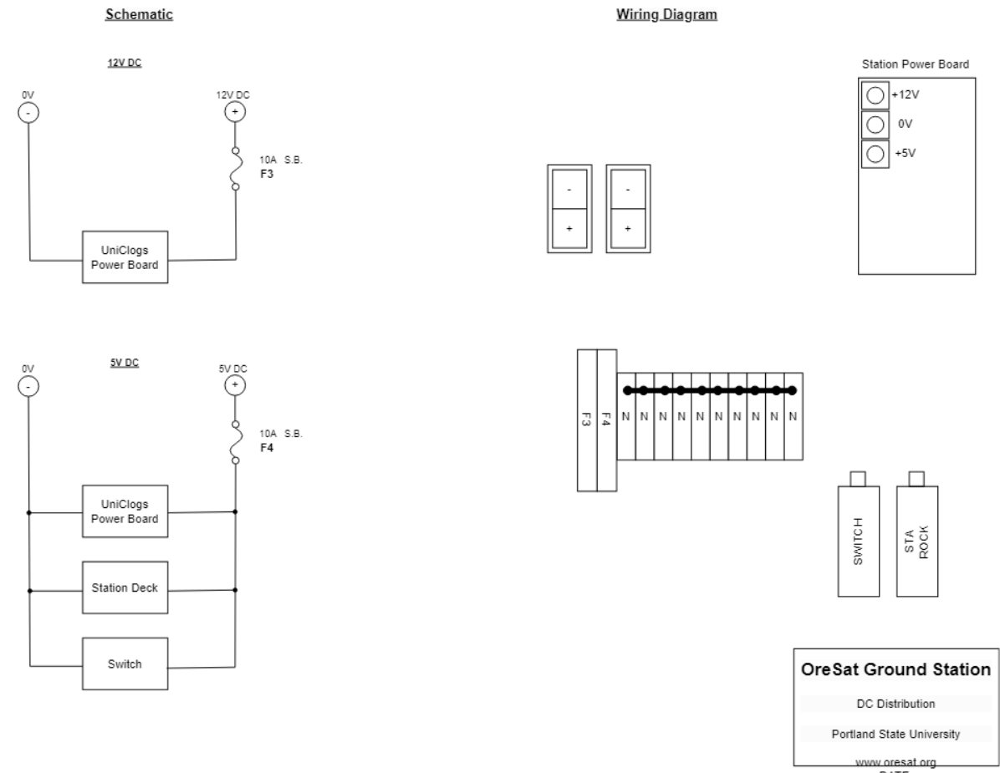 Schematic
12V DC
0V
12V DC
-
+
10A S.B.
F3
UniClogs
Power Board
5V DC
0V
5V DC
-
+
10A S.B.
F4
UniClogs
Power Board
Station Deck
Switch
Wiring Diagram
Station Power Board
+12V
0V
+5V
-
-
+
+
F3
F4
N N N N N N N N N N
SWITCH
STA
ROCK
OreSat Ground Station
DC Distribution
Portland State University
www.oresat.org